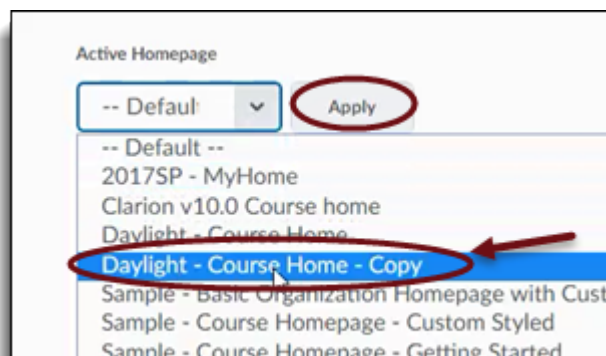 Active Homepage
-- Defaul
Apply
-- Default --
2017SP - MyHome
Clarion v10.0 Course home
Daylight - Course Home
Daylight - Course Home - Copy
Sample - Basic Organization Homepage with Cust
Sample - Course Homepage - Custom Styled
Sample - Course Homepage - Getting Started